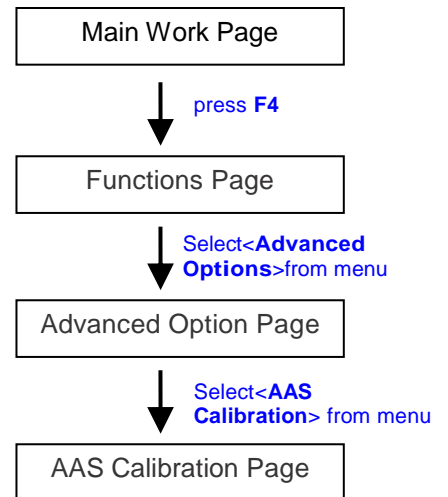 Main Work Page
press F4
Functions Page
Select<Advanced
Options>from menu
Advanced Option Page
Select<AAS
Calibration> from menu
AAS Calibration Page